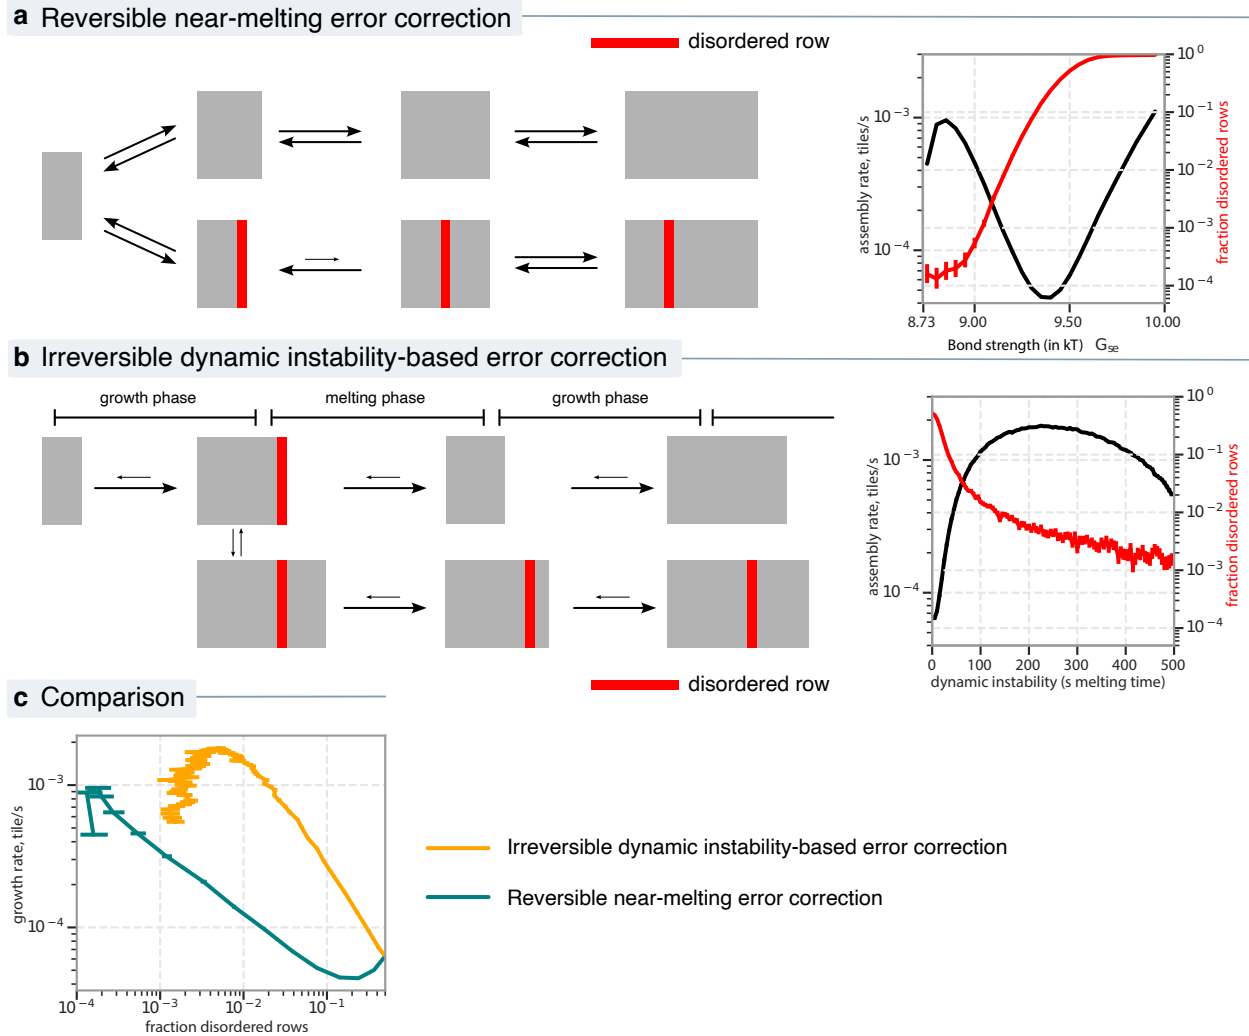 a Reversible near-melting error correction
disordered row
assembly rate, tiles/s
10⁻³
10⁻⁴
10⁰
10⁻¹
10⁻²
10⁻³
10⁻⁴
fraction disordered rows
8.73 9.00 9.50 10.00
Bond strength (in kT) G_se
b Irreversible dynamic instability-based error correction
growth phase melting phase growth phase
assembly rate, tiles/s
10⁻³
10⁻⁴
10⁰
10⁻¹
10⁻²
10⁻³
10⁻⁴
fraction disordered rows
0 100 200 300 400 500
dynamic instability (s melting time)
disordered row
c Comparison
growth rate, tile/s
10⁻³
10⁻⁴
10⁻⁴ 10⁻³ 10⁻² 10⁻¹
fraction disordered rows
Irreversible dynamic instability-based error correction
Reversible near-melting error correction